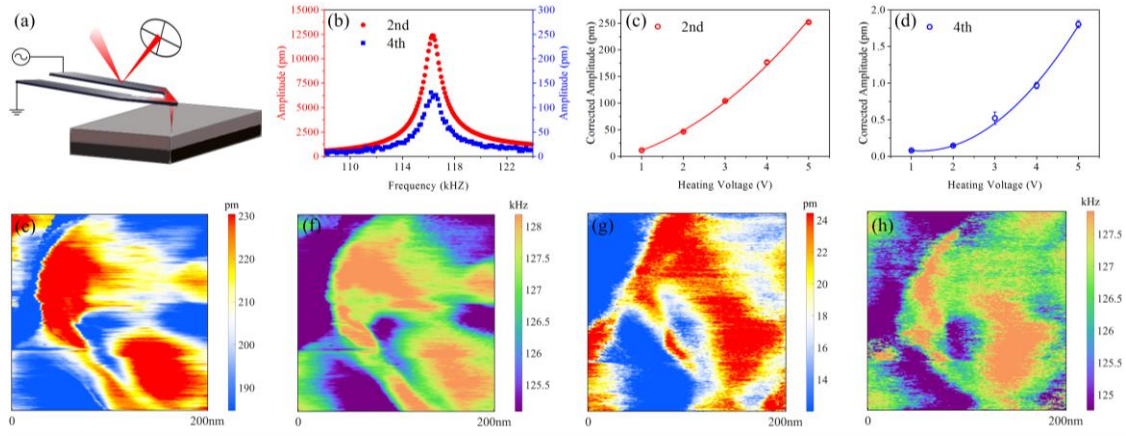 (a)
(b)
2nd
4th
Amplitude (pm)
15000
12500
10000
7500
5000
2500
0
300
250
200
150
100
50
0
Amplitude (pm)
110
114
118
122
Frequency (kHZ)
(c)
2nd
Corrected Amplitude (pm)
250
200
150
100
50
0
1
2
3
4
5
Heating Voltage (V)
(d)
4th
Corrected Amplitude (pm)
2.0
1.5
1.0
0.5
0.0
1
2
3
4
5
Heating Voltage (V)
(e)
pm
230
220
210
200
190
0
200nm
(f)
kHz
128
127.5
127
126.5
126
125.5
0
200nm
(g)
pm
24
22
20
18
16
14
0
200nm
(h)
kHz
127.5
127
126.5
126
125.5
125
0
200nm